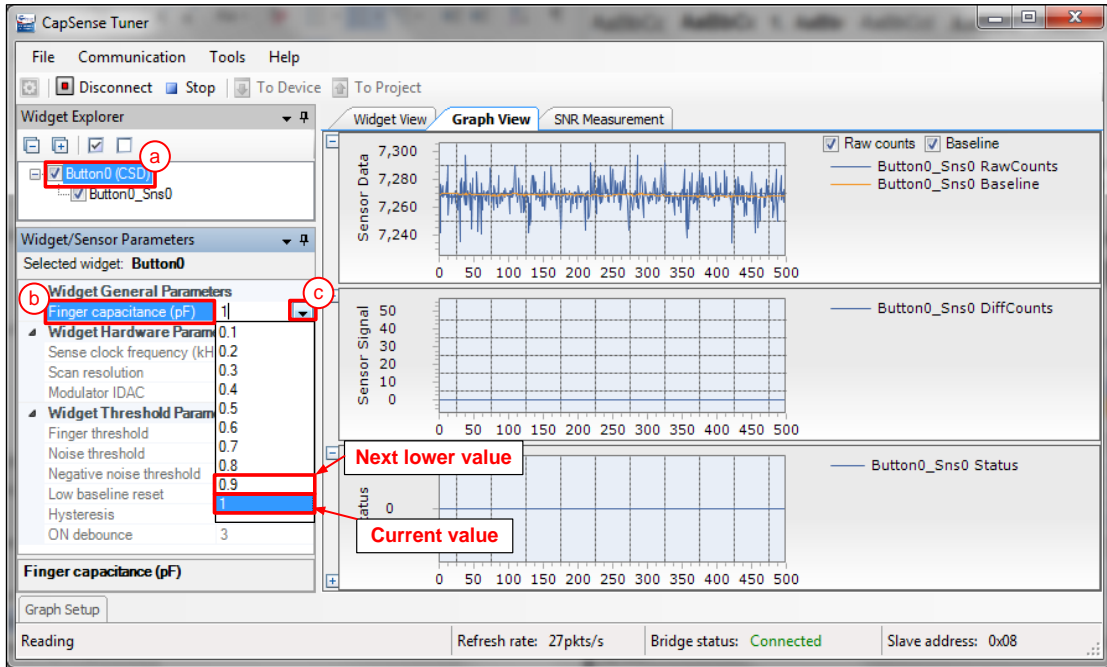 CapSense Tuner
File Communication Tools Help
Disconnect Stop To Device To Project
Widget Explorer
a
Button0 (CSD)
Button0_Sns0
Widget/Sensor Parameters
Selected widget: Button0
b
c
Widget General Parameters
Finger capacitance (pF) 1
Widget Hardware Param
Sense clock frequency (kH
Scan resolution
Modulator IDAC
Widget Threshold Param
Finger threshold
Noise threshold
Negative noise threshold
Low baseline reset
Hysteresis
ON debounce 3
0.1
0.2
0.3
0.4
0.5
0.6
0.7
0.8
0.9
1
Finger capacitance (pF)
Widget View Graph View SNR Measurement
Sensor Data
7,300
7,280
7,260
7,240
0 50 100 150 200 250 300 350 400 450 500
Raw counts Baseline
Button0_Sns0 RawCounts
Button0_Sns0 Baseline
Sensor Signal
50
40
30
20
10
0
0 50 100 150 200 250 300 350 400 450 500
Button0_Sns0 DiffCounts
Next lower value
Current value
atus
0
0 50 100 150 200 250 300 350 400 450 500
Button0_Sns0 Status
Graph Setup
Reading Refresh rate: 27pkts/s Bridge status: Connected Slave address: 0x08